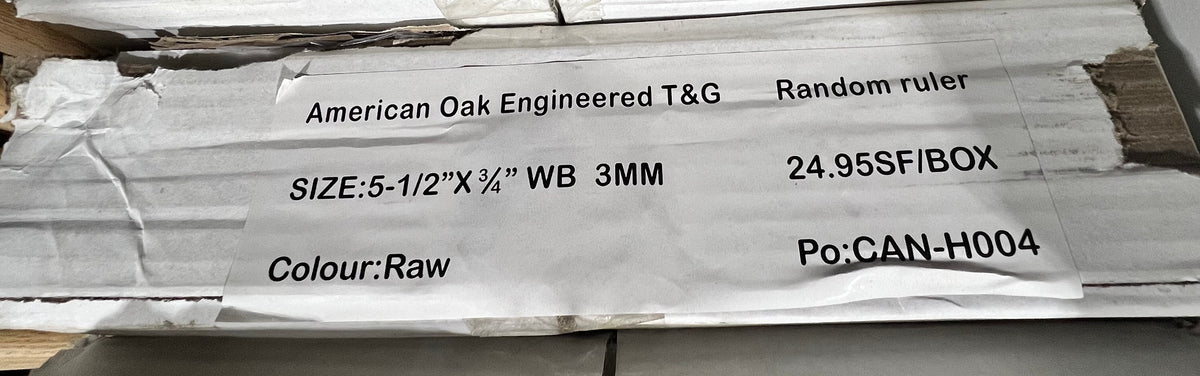 American Oak Engineered T&G Random ruler
SIZE:5-1/2”X ¾” WB 3MM 24.95SF/BOX
Colour:Raw Po:CAN-H004